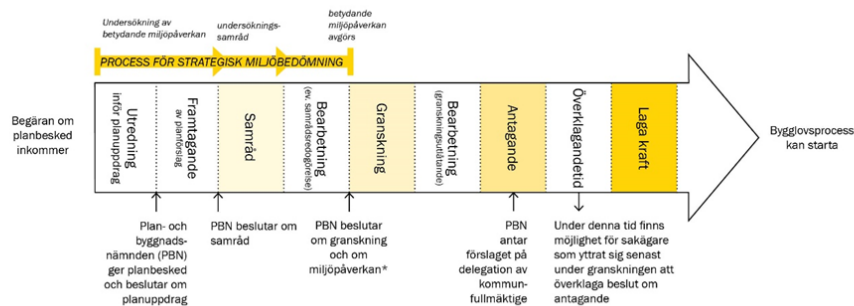 Undersökning av
betydande miljöpåverkan
undersöknings-
samråd
betydande
miljöpåverkan
avgörs
PROCESS FÖR STRATEGISK MILJÖBEDÖMNING
Begäran om
planbesked
inkommer
Utredning
inför planuppdrag
Framtagande
av planförslag
Samråd
Bearbetning
(ev. samrådsredogörelse)
Granskning
Bearbetning
(granskningsutlåtande)
Antagande
Överklagandetid
Laga kraft
Bygglovsprocess
kan starta
Plan- och
byggnads-
nämnden (PBN)
ger planbesked
och beslutar om
planuppdrag
PBN beslutar om
samråd
PBN beslutar
om granskning
och om
miljöpåverkan*
PBN
antar
förslaget på
delegation av
kommun-
fullmäktige
Under denna tid finns
möjlighet för sakägare
som yttrat sig senast
under granskningen att
överklaga beslut om
antagande